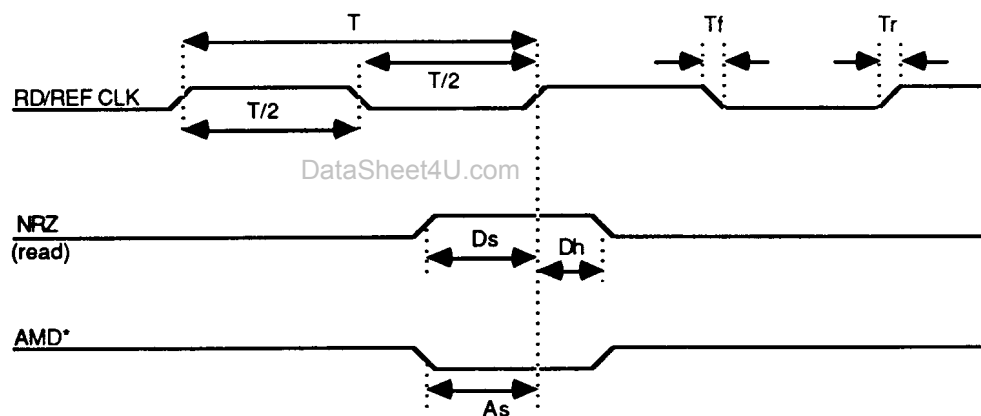 T
Tf
Tr
T/2
RD/REF CLK
T/2
DataSheet4U.com
NRZ
(read)
Ds
Dh
AMD*
As